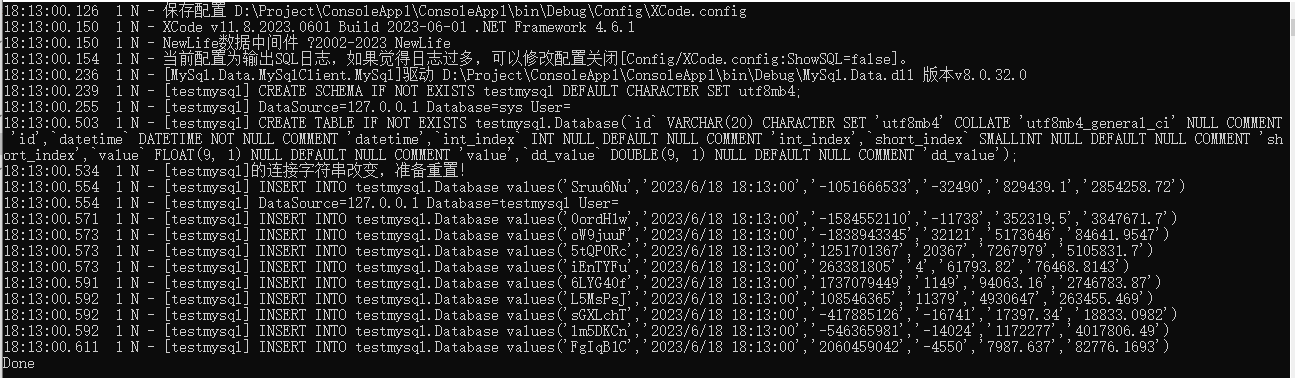 18:13:00.126  1 N - 保存配置 D:\Project\ConsoleApp1\ConsoleApp1\bin\Debug\Config\XCode.config
18:13:00.150  1 N - XCode v11.8.2023.0601 Build 2023-06-01 .NET Framework 4.6.1
18:13:00.150  1 N - NewLife数据中间件 ?2002-2023 NewLife
18:13:00.154  1 N - 当前配置为输出SQL日志，如果觉得日志过多，可以修改配置关闭[Config/XCode.config:ShowSQL=false]。
18:13:00.236  1 N - [MySql.Data.MySqlClient.MySql]驱动 D:\Project\ConsoleApp1\ConsoleApp1\bin\Debug\MySql.Data.dll 版本v8.0.32.0
18:13:00.239  1 N - [testmysql] CREATE SCHEMA IF NOT EXISTS testmysql DEFAULT CHARACTER SET utf8mb4;
18:13:00.255  1 N - [testmysql] DataSource=127.0.0.1 Database=sys User=
18:13:00.503  1 N - [testmysql] CREATE TABLE IF NOT EXISTS testmysql.Database(`id` VARCHAR(20) CHARACTER SET 'utf8mb4' COLLATE 'utf8mb4_general_ci' NULL COMMENT
'id',`datetime` DATETIME NOT NULL COMMENT 'datetime',`int_index` INT NULL DEFAULT NULL COMMENT 'int_index',`short_index` SMALLINT NULL DEFAULT NULL COMMENT 'sh
ort_index',`value` FLOAT(9, 1) NULL DEFAULT NULL COMMENT 'value',`dd_value` DOUBLE(9, 1) NULL DEFAULT NULL COMMENT 'dd_value');
18:13:00.534  1 N - [testmysql]的连接字符串改变，准备重置！
18:13:00.554  1 N - [testmysql] INSERT INTO testmysql.Database values('Sruu6Nu','2023/6/18 18:13:00','-1051666533','-32490','829439.1','2854258.72')
18:13:00.554  1 N - [testmysql] DataSource=127.0.0.1 Database=testmysql User=
18:13:00.571  1 N - [testmysql] INSERT INTO testmysql.Database values('OordH1w','2023/6/18 18:13:00','-1584552110','-11738','352319.5','3847671.7')
18:13:00.573  1 N - [testmysql] INSERT INTO testmysql.Database values('oW9juuF','2023/6/18 18:13:00','-1838943345','32121','5173646','84641.9547')
18:13:00.573  1 N - [testmysql] INSERT INTO testmysql.Database values('5tQPORc','2023/6/18 18:13:00','1251701367','20367','7267979','5105831.7')
18:13:00.573  1 N - [testmysql] INSERT INTO testmysql.Database values('iEnTYFu','2023/6/18 18:13:00','263381805','4','61793.82','76468.8143')
18:13:00.591  1 N - [testmysql] INSERT INTO testmysql.Database values('6LYG4Of','2023/6/18 18:13:00','1737079449','1149','94063.16','2746783.87')
18:13:00.592  1 N - [testmysql] INSERT INTO testmysql.Database values('L5MsPsJ','2023/6/18 18:13:00','108546365','11379','4930647','263455.469')
18:13:00.592  1 N - [testmysql] INSERT INTO testmysql.Database values('sGXLchT','2023/6/18 18:13:00','-417885126','-16741','17397.34','18833.0982')
18:13:00.592  1 N - [testmysql] INSERT INTO testmysql.Database values('1m5DKCn','2023/6/18 18:13:00','-546365981','-14024','1172277','4017806.49')
18:13:00.611  1 N - [testmysql] INSERT INTO testmysql.Database values('FgIqB1C','2023/6/18 18:13:00','2060459042','-4550','7987.637','82776.1693')
Done